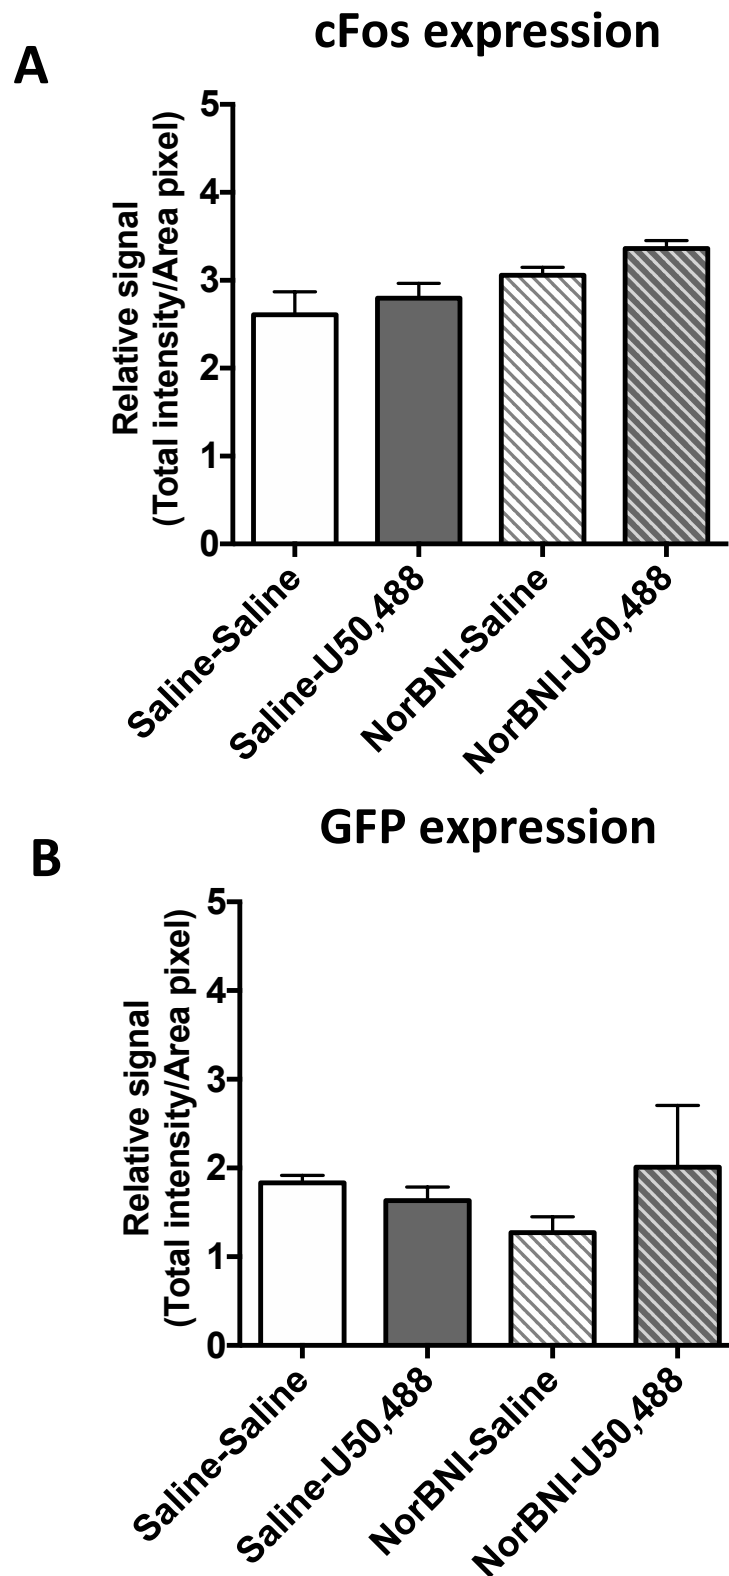 cFos expression
A
Relative signal
(Total intensity/Area pixel)
5
4
3
2
1
0
Saline-Saline
Saline-U50,488
NorBNI-Saline
NorBNI-U50,488
GFP expression
B
Relative signal
(Total intensity/Area pixel)
5
4
3
2
1
0
Saline-Saline
Saline-U50,488
NorBNI-Saline
NorBNI-U50,488